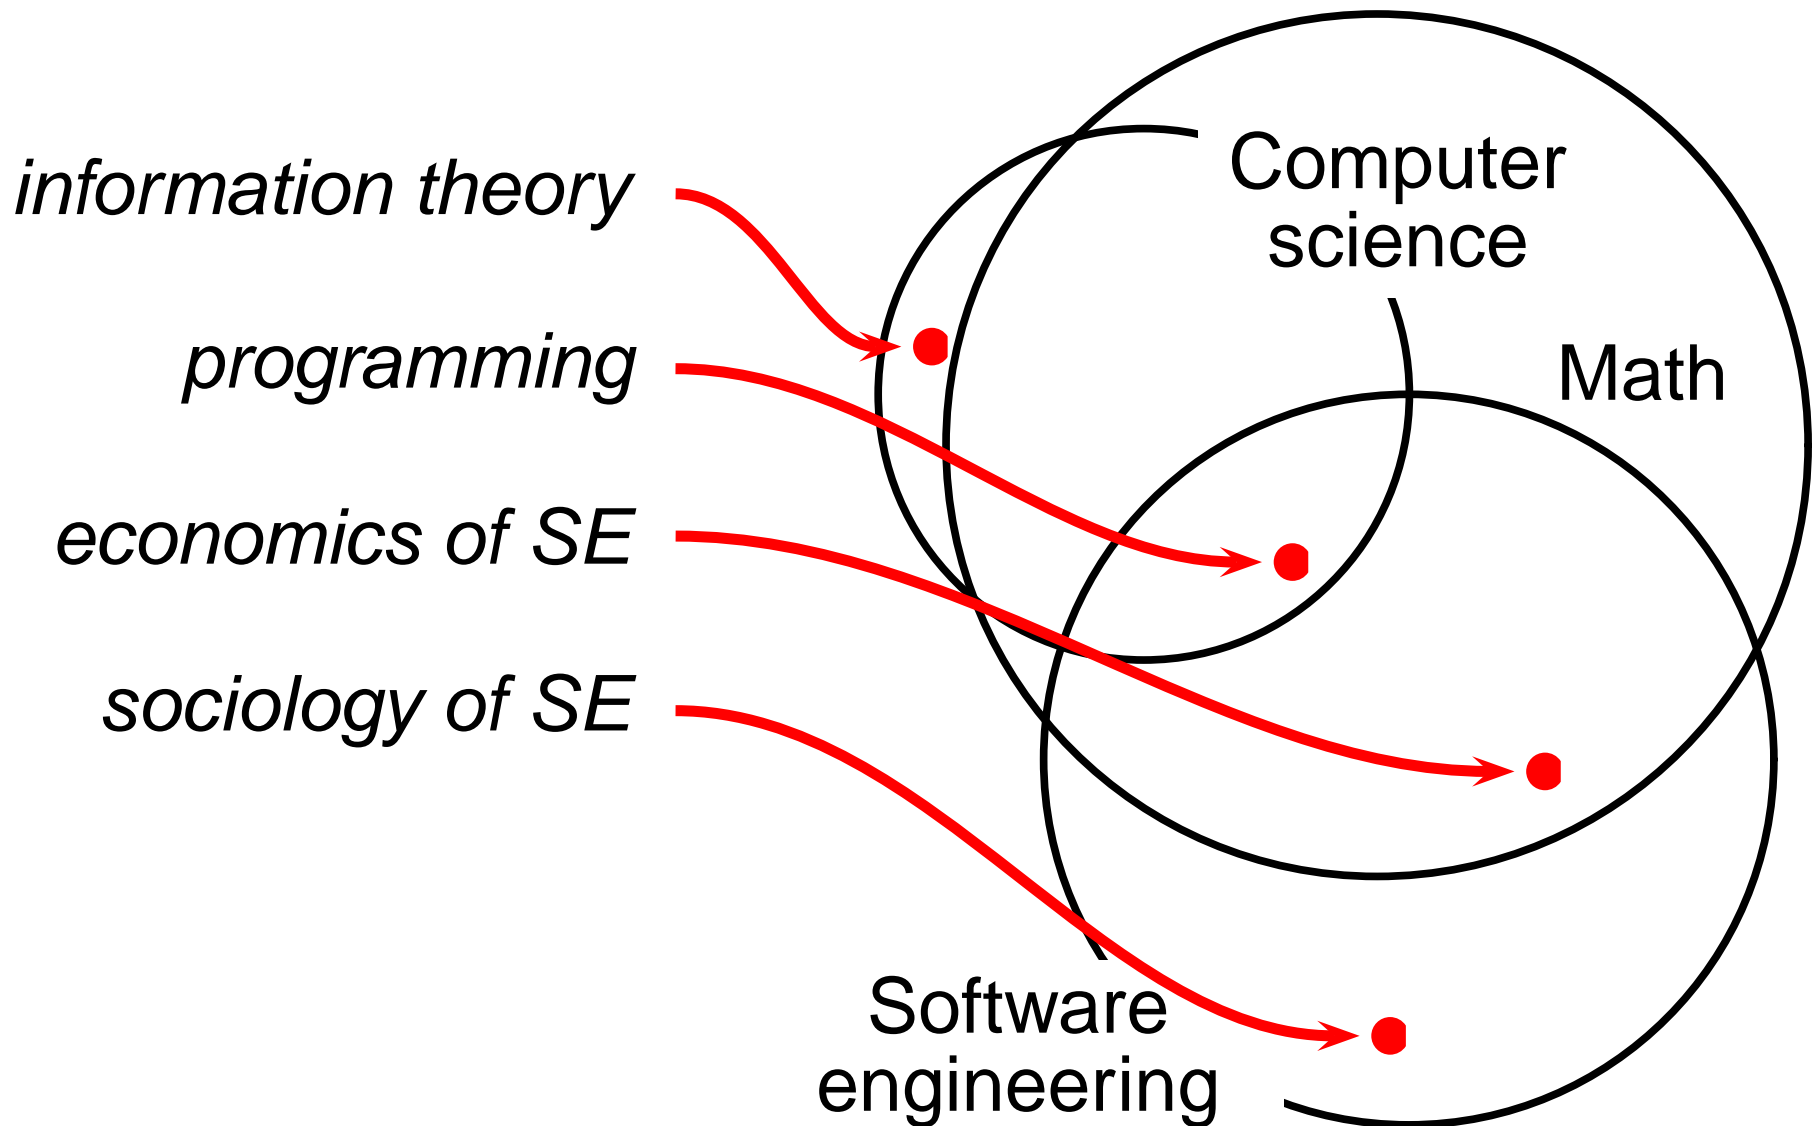 information theory
programming
economics of SE
sociology of SE
Computer
science
Math
Software
engineering